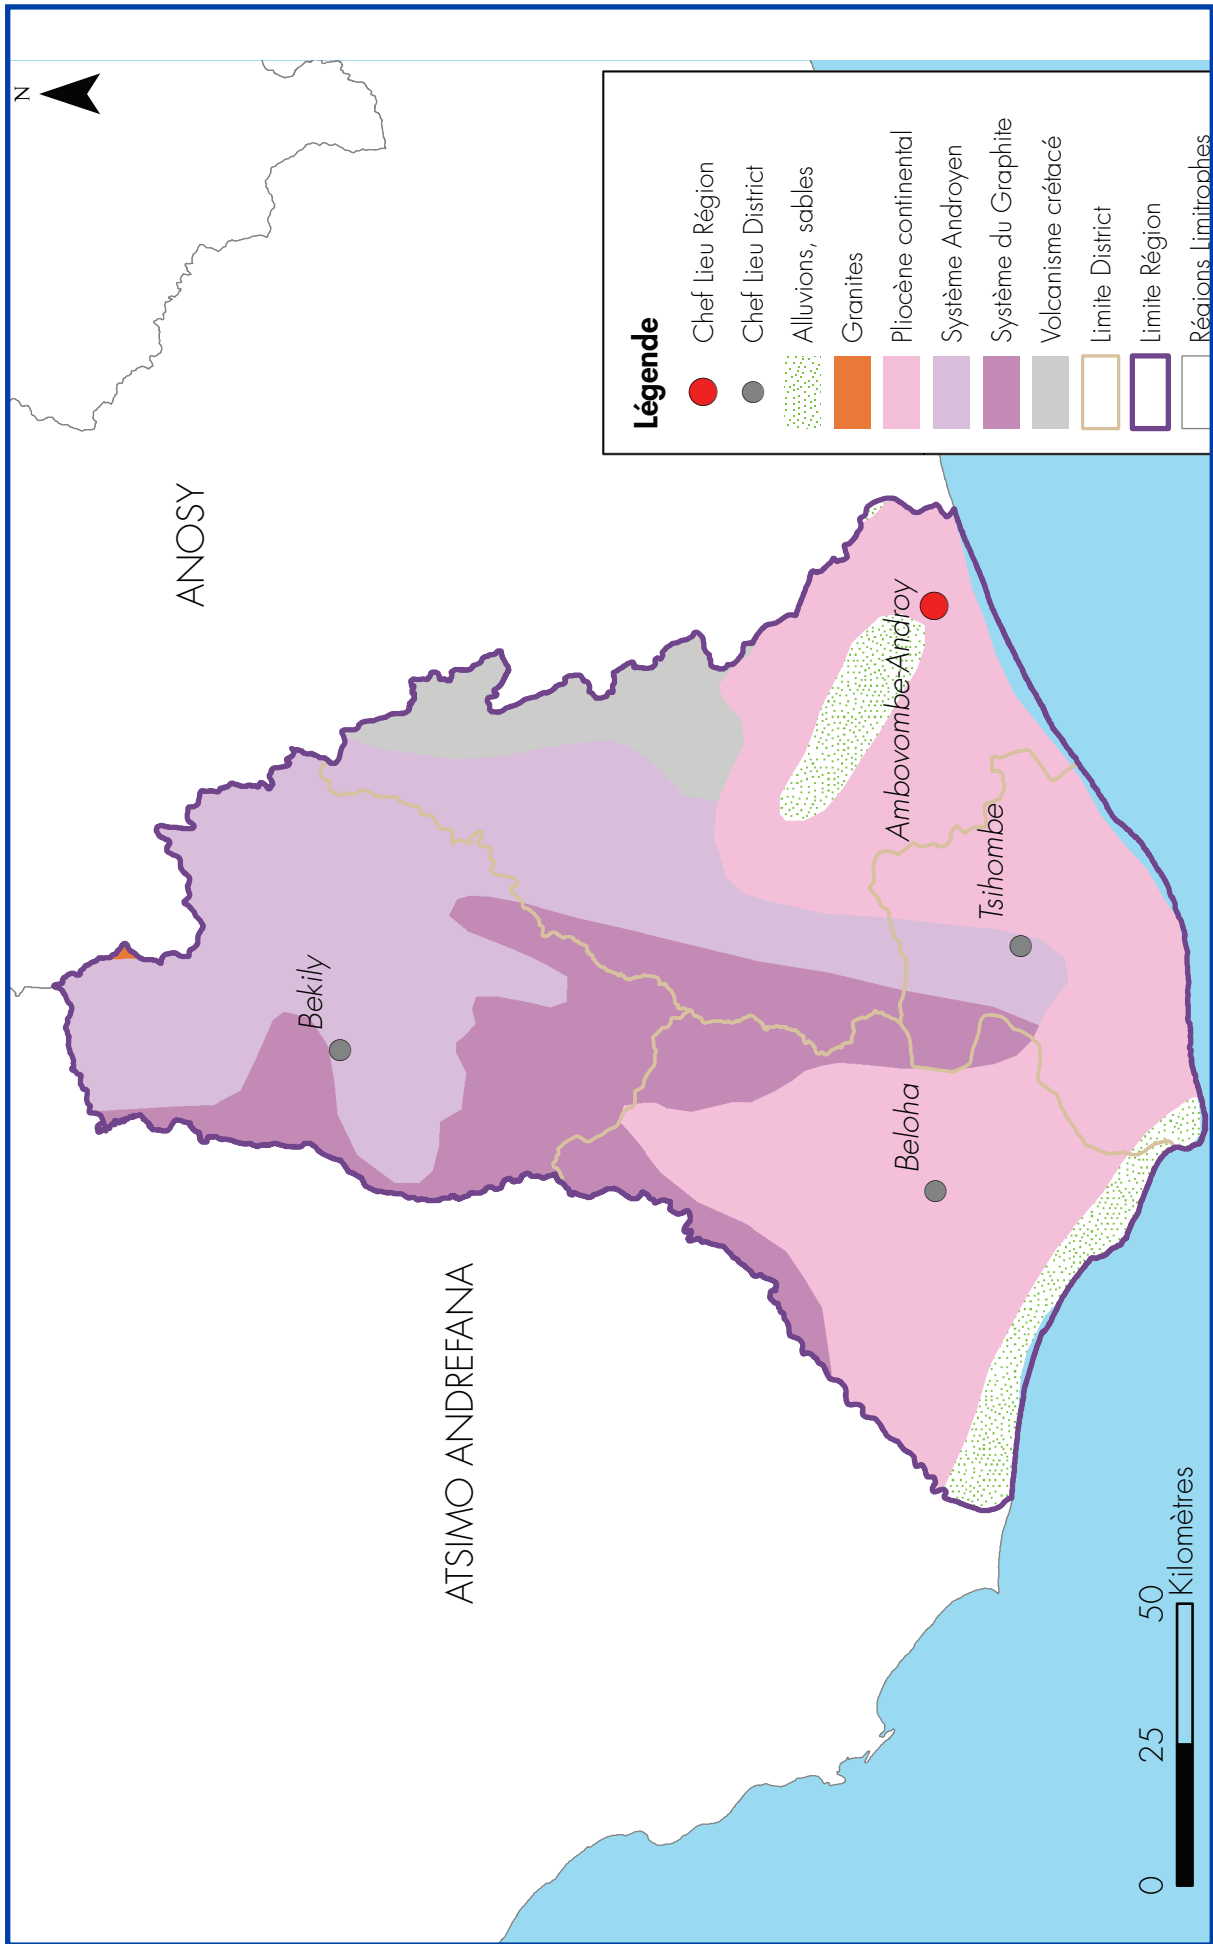 N
ANOSY
ATSIMO ANDREFANA
Bekily
Ambovombe-Androy
Tsihombe
Beloha
Légende
Chef Lieu Région
Chef Lieu District
Alluvions, sables
Granites
Pliocène continental
Système Androyen
Système du Graphite
Volcanisme crétacé
Limite District
Limite Région
Régions Limitrophes
0 25 50
Kilomètres